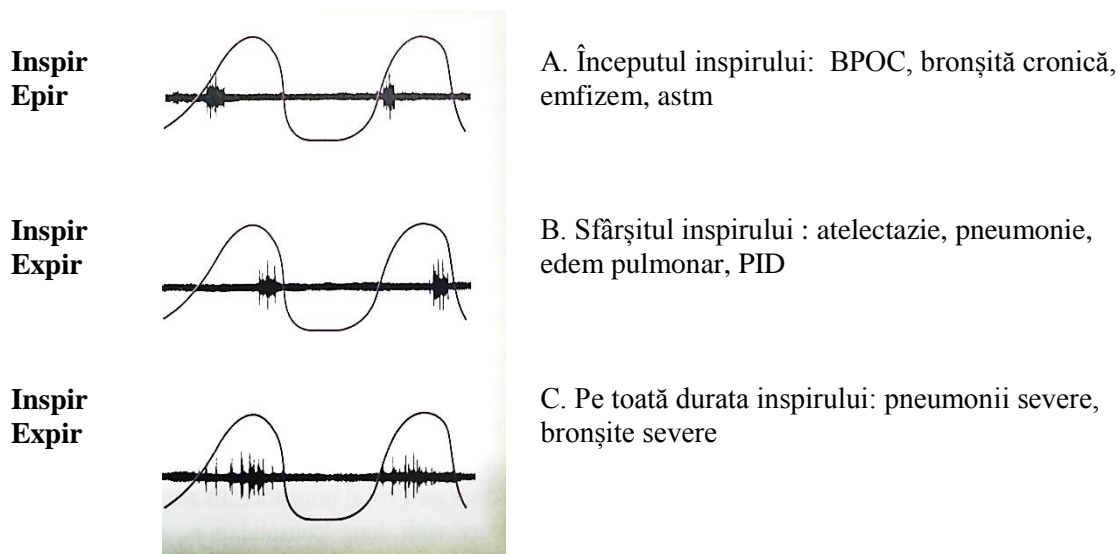 Inspir
Epir
A. Începutul inspirului: BPOC, bronșită cronică,
emfizem, astm
Inspir
Expir
B. Sfârșitul inspirului : atelectazie, pneumonie,
edem pulmonar, PID
Inspir
Expir
C. Pe toată durata inspirului: pneumonii severe,
bronșite severe